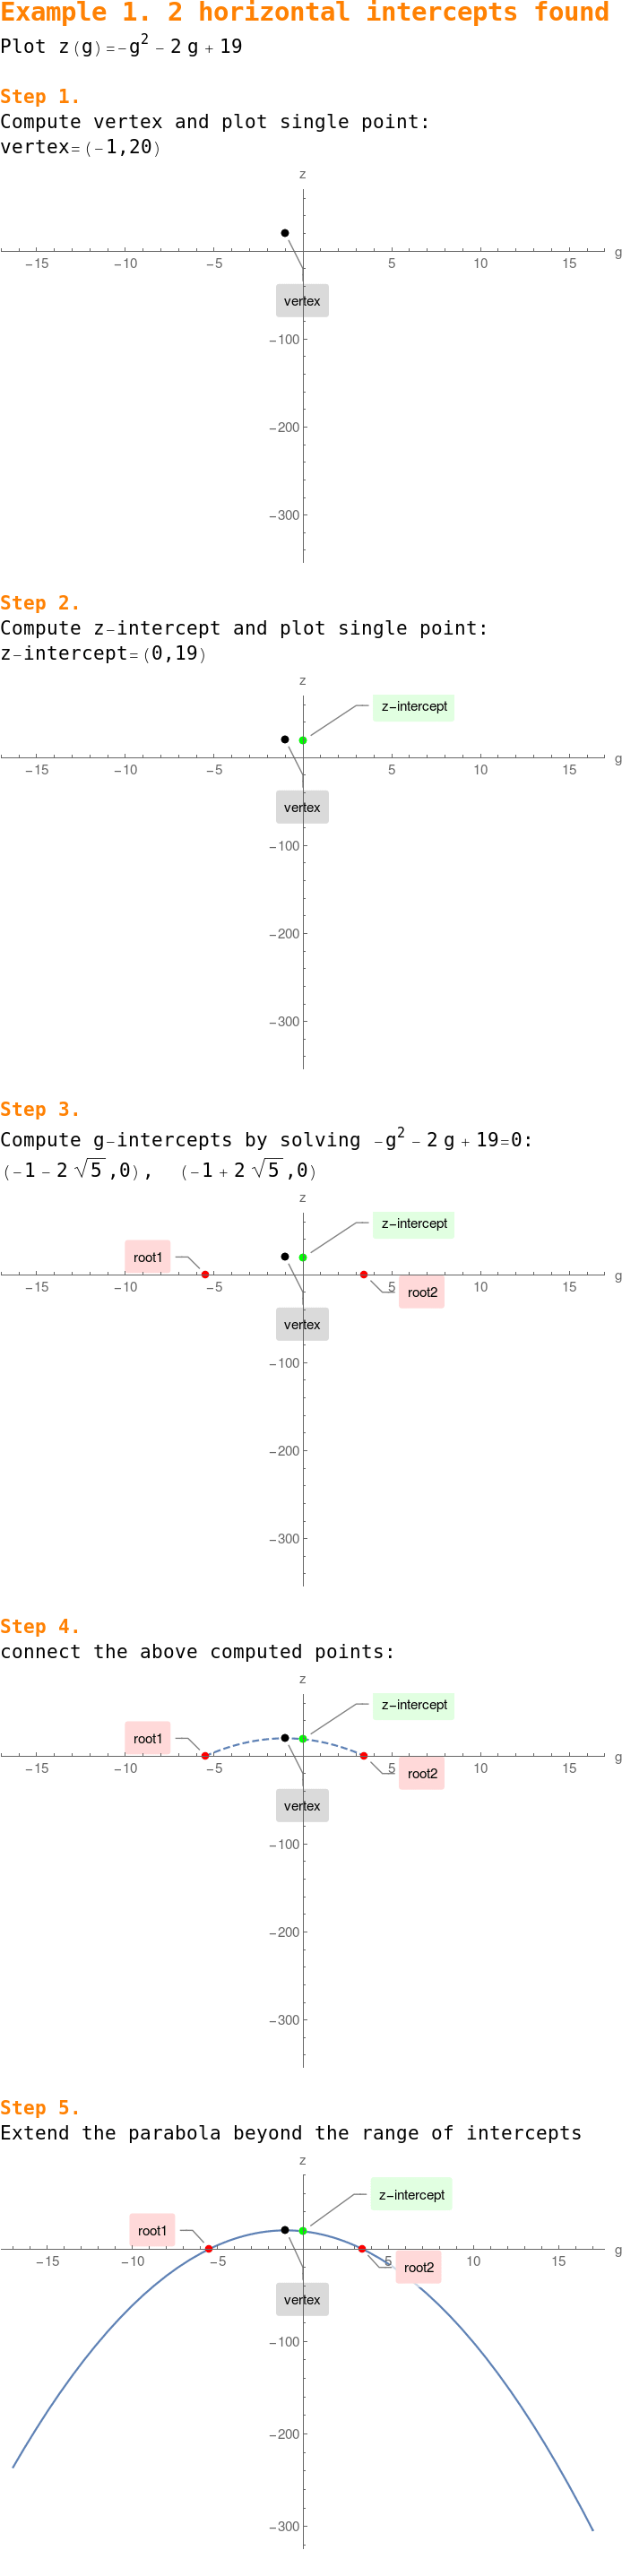 Example 1. 2 horizontal intercepts found
Plot z(g)=−g² − 2 g + 19
Step 1.
Compute vertex and plot single point:
vertex=(−1,20)
z
−15 −10 −5 5 10 15 g
vertex
−100
−200
−300
Step 2.
Compute z−intercept and plot single point:
z−intercept=(0,19)
z
z−intercept
−15 −10 −5 5 10 15 g
vertex
−100
−200
−300
Step 3.
Compute g−intercepts by solving −g² − 2 g + 19=0:
(−1 − 2 √5 ,0), (−1 + 2 √5 ,0)
z
z−intercept
root1
−15 −10 −5 5 10 15 g
root2
vertex
−100
−200
−300
Step 4.
connect the above computed points:
z
z−intercept
root1
−15 −10 −5 5 10 15 g
root2
vertex
−100
−200
−300
Step 5.
Extend the parabola beyond the range of intercepts
z
z−intercept
root1
−15 −10 −5 5 10 15 g
root2
vertex
−100
−200
−300